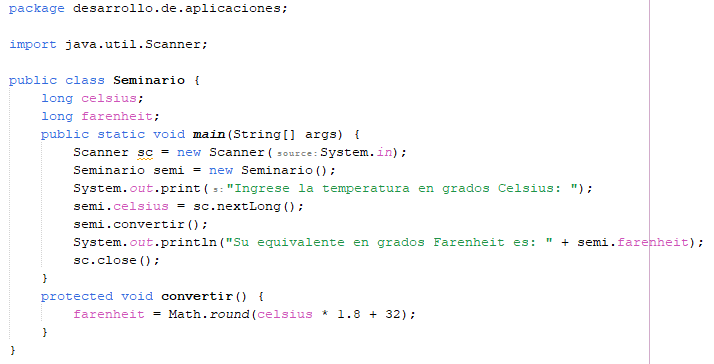 package desarrollo.de.aplicaciones;
import java.util.Scanner;
public class Seminario {
long celsius;
long farenheit;
public static void main(String[] args) {
Scanner sc = new Scanner( source: System.in);
Seminario semi = new Seminario();
System.out.print( s: "Ingrese la temperatura en grados Celsius: ");
semi.celsius = sc.nextLong();
semi.convertir();
System.out.println("Su equivalente en grados Farenheit es: " + semi.farenheit);
sc.close();
}
protected void convertir() {
farenheit = Math.round(celsius * 1.8 + 32);
}
}